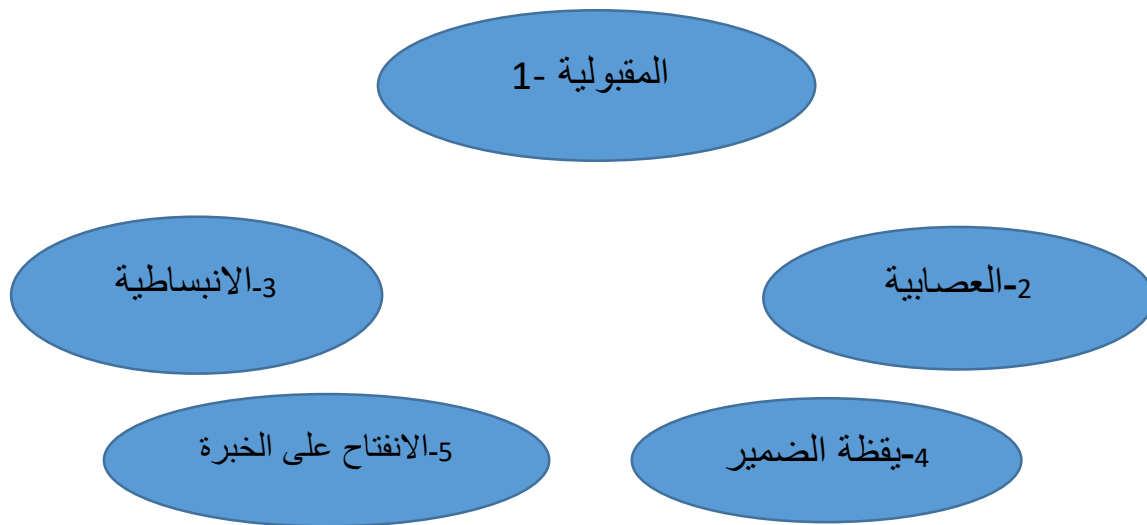 1- المقبولية
2-العصابية
3-الانبساطية
4-يقظة الضمير
5-الانفتاح على الخبرة